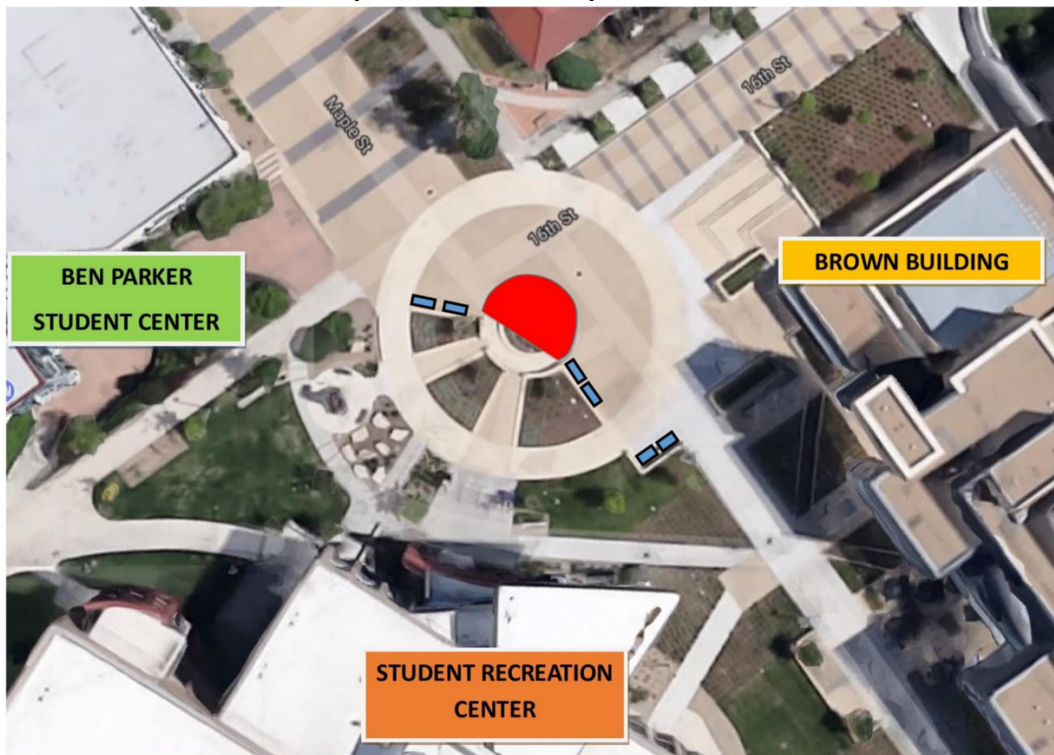 Maple St
16th St
16th St
BEN PARKER
STUDENT CENTER
BROWN BUILDING
STUDENT RECREATION
CENTER